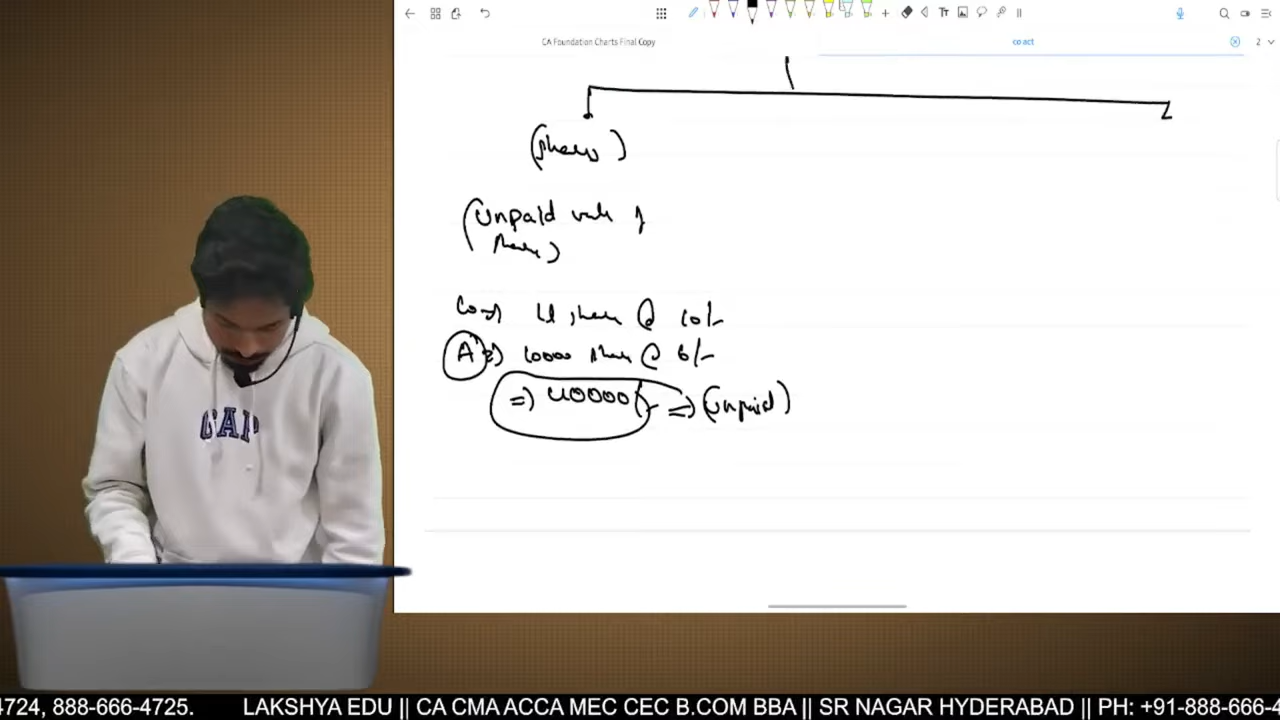 CA Foundation Charts Final Copy
co act
2
(shares)
(Unpaid value of
shares)
Co => 1L shares @ 10/-
A => 10000 shares @ 6/-
=> 40000/- => (Unpaid)
GAP
4724, 888-666-4725. LAKSHYA EDU || CA CMA ACCA MEC CEC B.COM BBA || SR NAGAR HYDERABAD || PH: +91-888-666-4